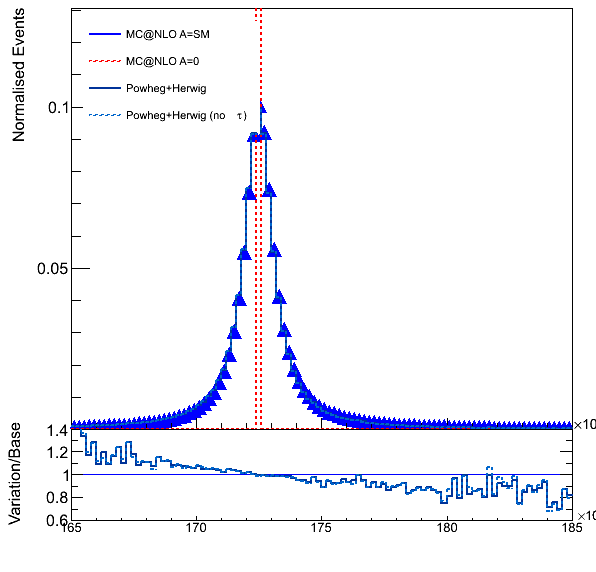 Normalised Events
MC@NLO A=SM
MC@NLO A=0
Powheg+Herwig
Powheg+Herwig (no τ)
0.1
0.05
×10
Variation/Base
1.4
1.2
1
0.8
0.6
165 170 175 180 185
×10